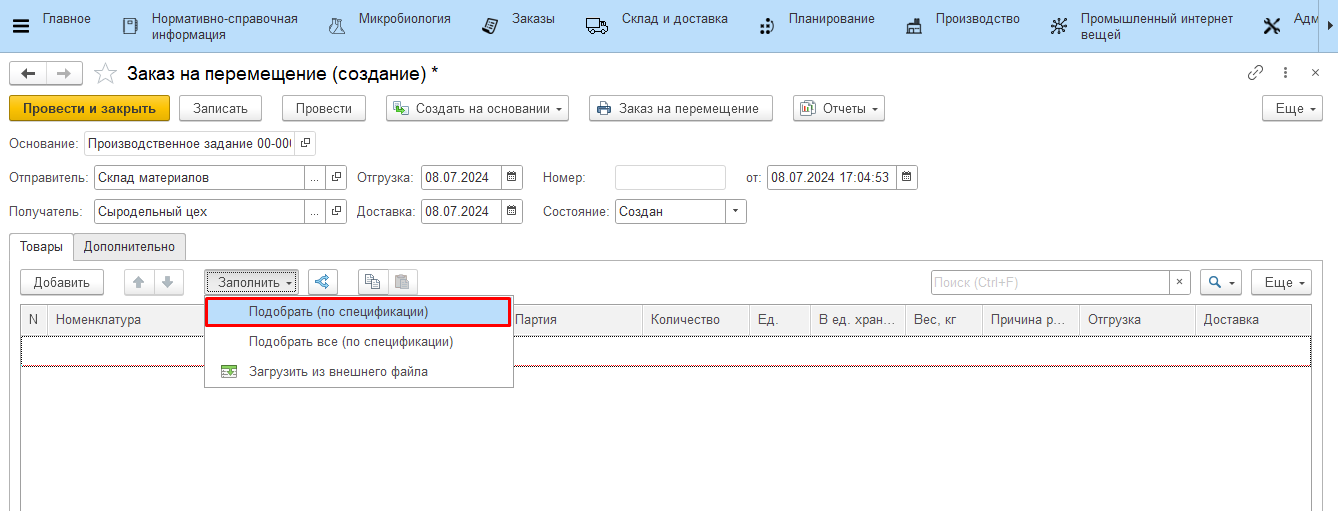 Главное
Нормативно-справочная
информация
Микробиология
Заказы
Склад и доставка
Планирование
Производство
Промышленный интернет
вещей
Адм
Заказ на перемещение (создание) *
Провести и закрыть
Записать
Провести
Создать на основании
Заказ на перемещение
Отчеты
Еще
Основание: Производственное задание 00-00
Отправитель: Склад материалов ... Отгрузка: 08.07.2024 Номер: от: 08.07.2024 17:04:53
Получатель: Сыродельный цех ... Доставка: 08.07.2024 Состояние: Создан
Товары Дополнительно
Добавить Заполнить Поиск (Ctrl+F) × Еще
Подобрать (по спецификации)
Подобрать все (по спецификации)
Загрузить из внешнего файла
N Номенклатура Партия Количество Ед. В ед. хран... Вес, кг Причина р... Отгрузка Доставка